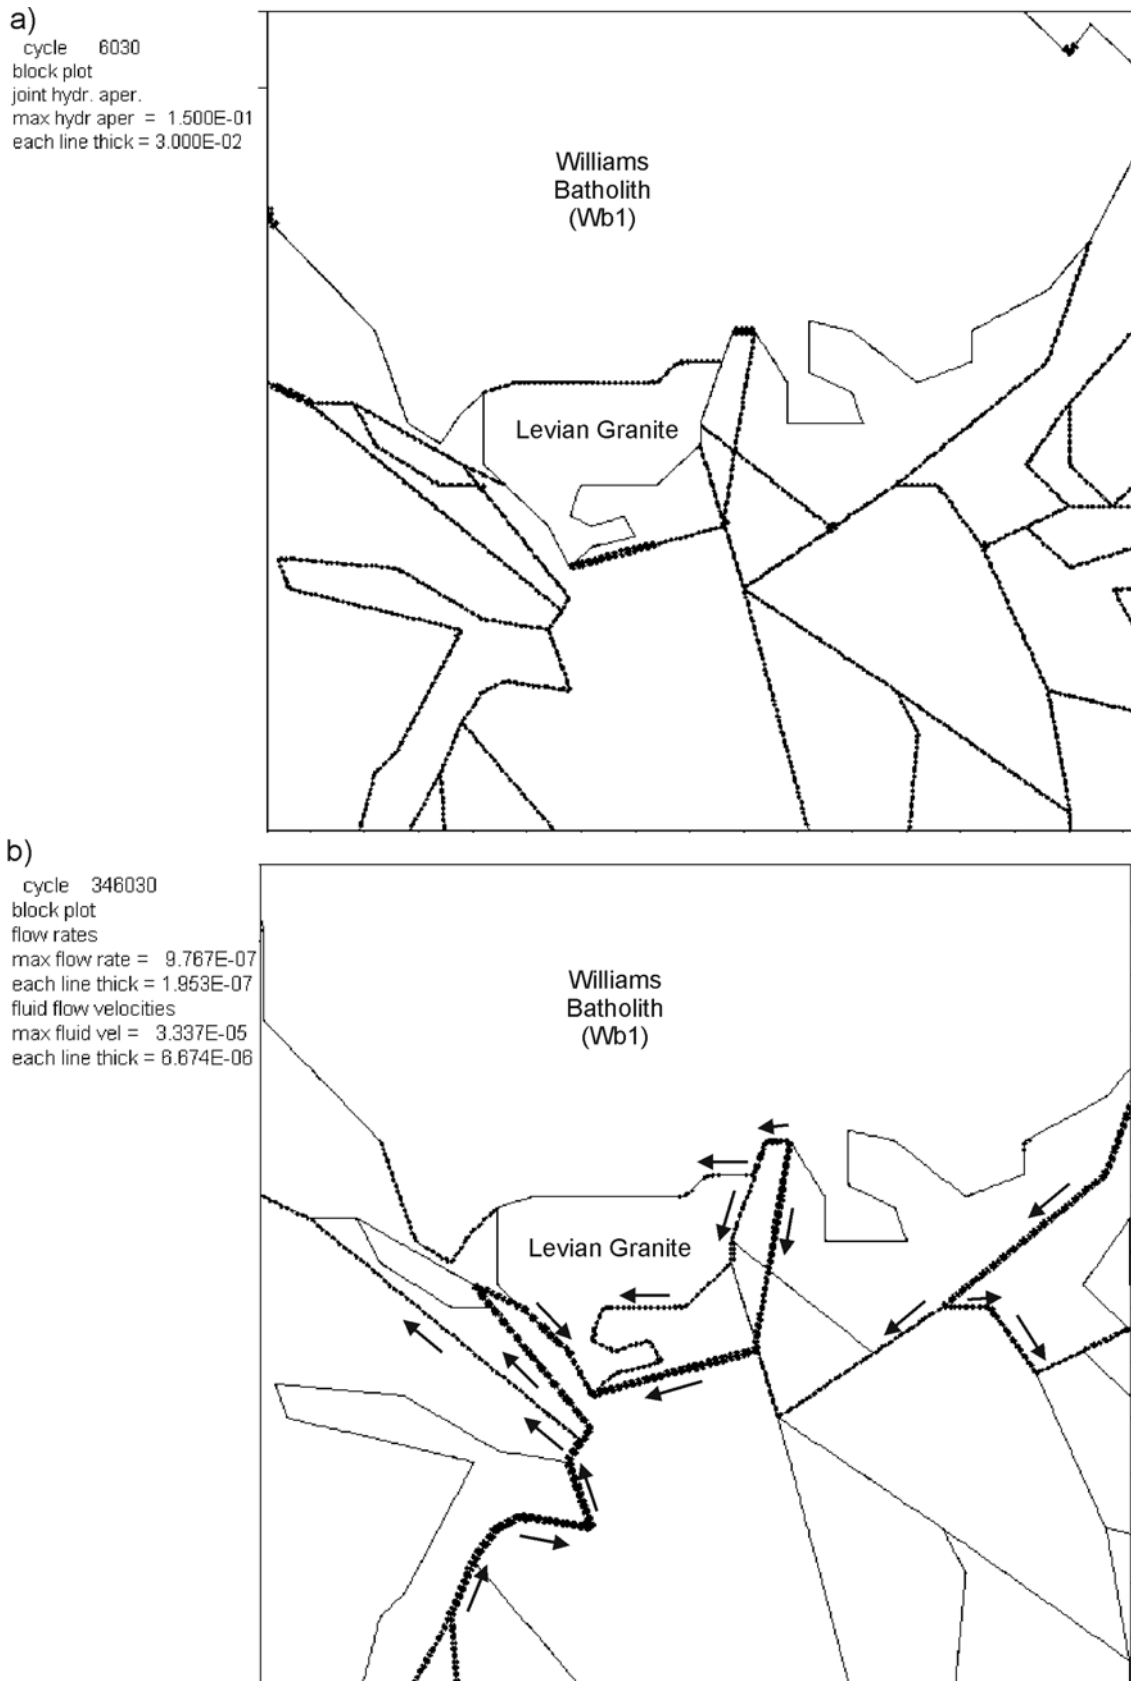 a)
cycle 6030
block plot
joint hydr. aper.
max hydr aper = 1.500E-01
each line thick = 3.000E-02
Williams
Batholith
(Wb1)
Levian Granite
b)
cycle 346030
block plot
flow rates
max flow rate = 9.767E-07
each line thick = 1.953E-07
fluid flow velocities
max fluid vel = 3.337E-05
each line thick = 6.674E-06
Williams
Batholith
(Wb1)
Levian Granite